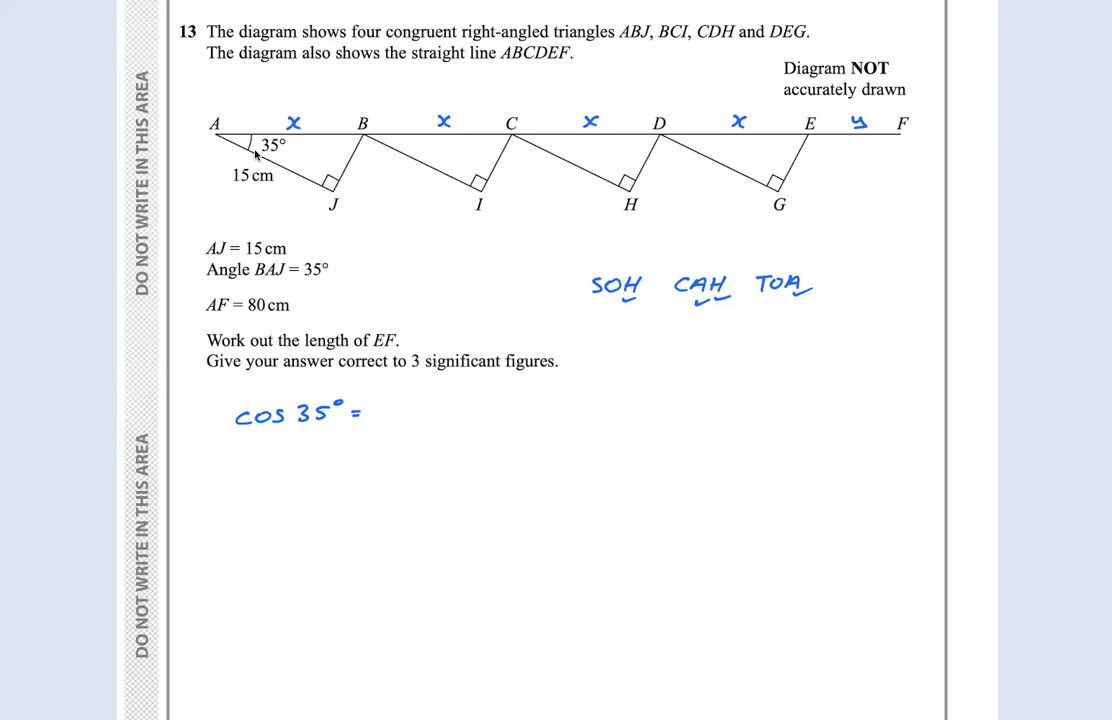 13 The diagram shows four congruent right-angled triangles ABJ, BCI, CDH and DEG.
The diagram also shows the straight line ABCDEF.
Diagram NOT
accurately drawn
A x B x C x D x E y F
35°
15 cm
J I H G
AJ = 15 cm
Angle BAJ = 35°
SOH CAH TOA
AF = 80 cm
Work out the length of EF.
Give your answer correct to 3 significant figures.
cos 35° =
DO NOT WRITE IN THIS AREA
DO NOT WRITE IN THIS AREA